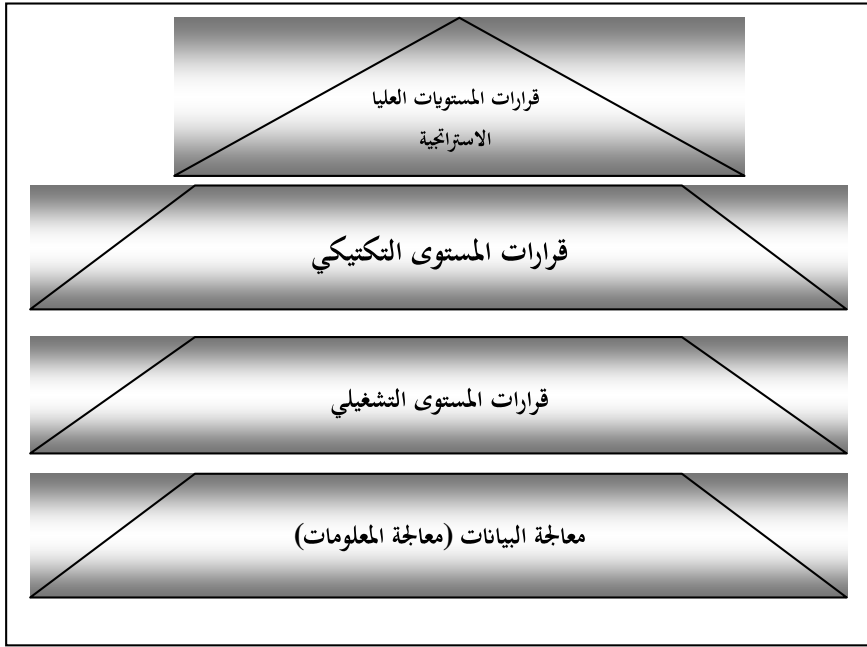 قرارات المستويات العليا
الاستراتجية
قرارات المستوى التكتيكي
قرارات المستوى التشغيلي
معالجة البيانات (معالجة المعلومات)